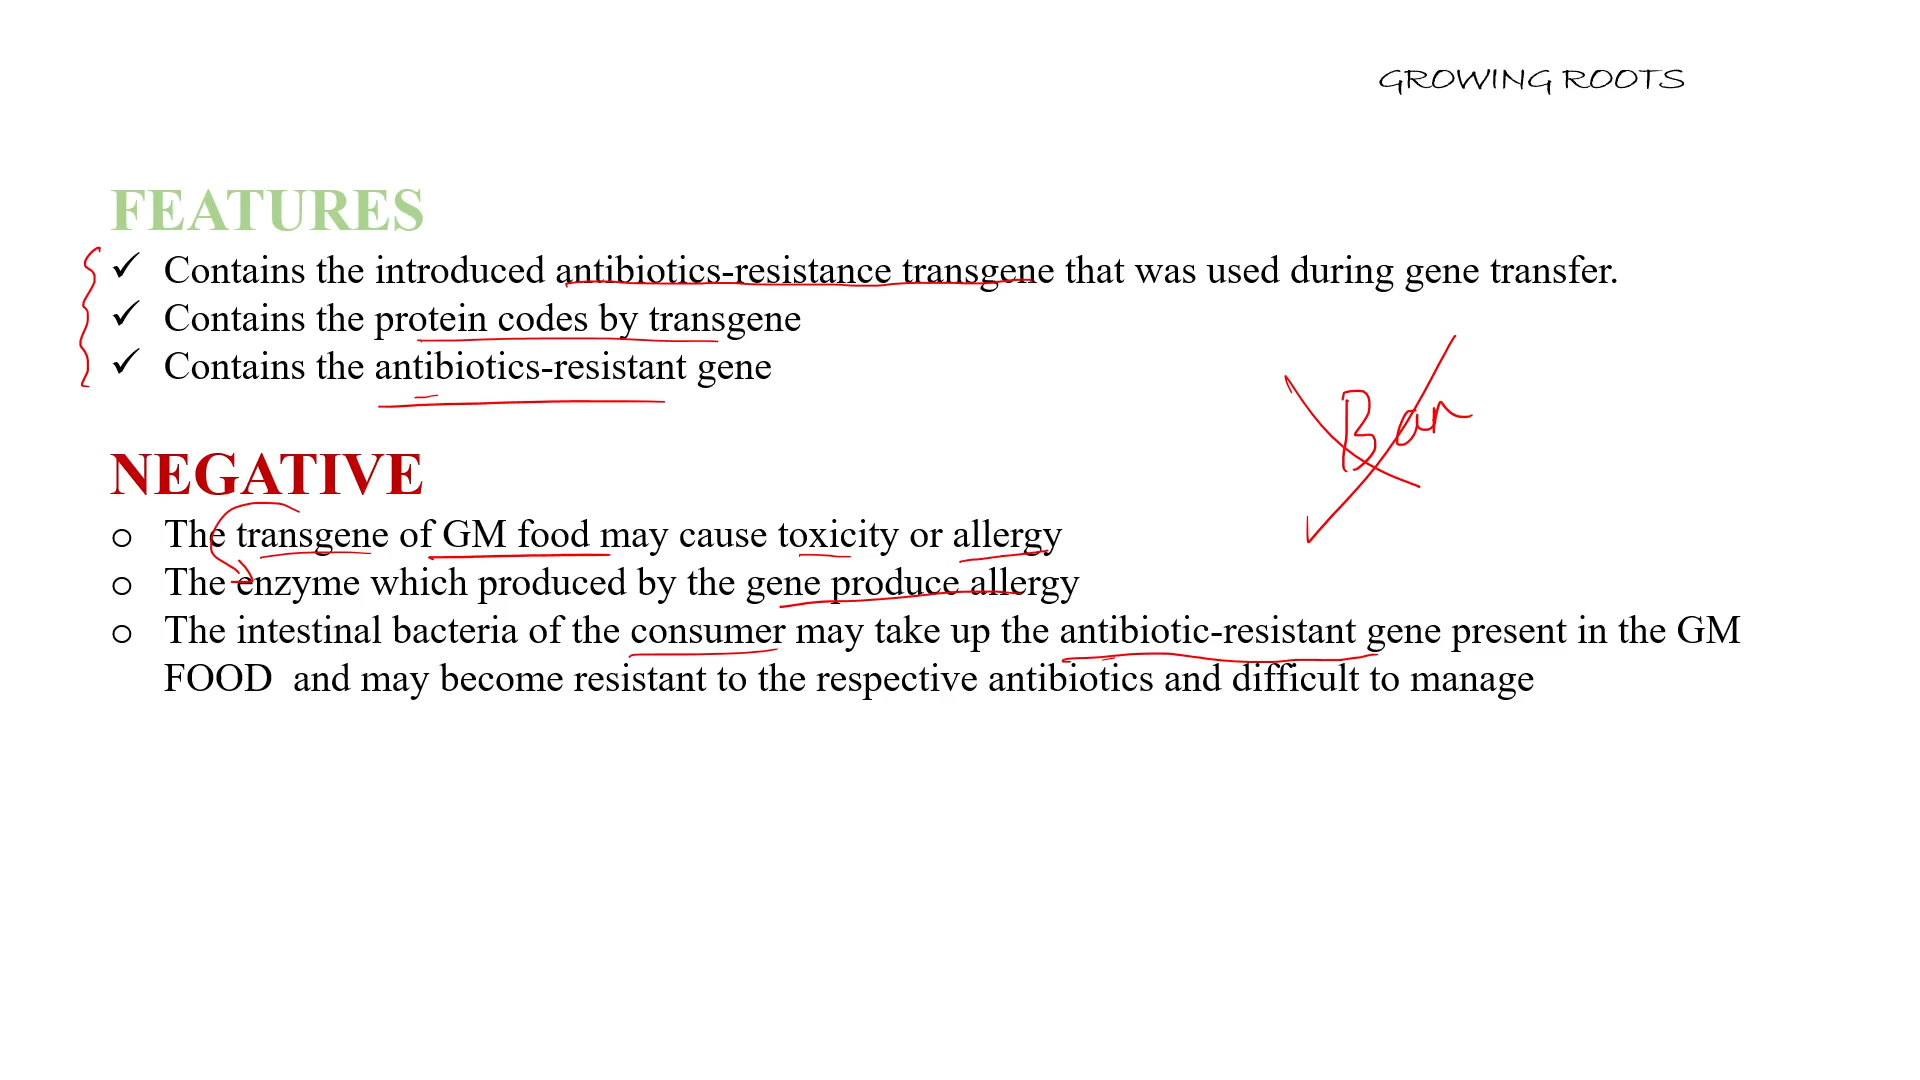 GROWING ROOTS
FEATURES
✓ Contains the introduced antibiotics-resistance transgene that was used during gene transfer.
✓ Contains the protein codes by transgene
✓ Contains the antibiotics-resistant gene
Ban
NEGATIVE
o The transgene of GM food may cause toxicity or allergy
o The enzyme which produced by the gene produce allergy
o The intestinal bacteria of the consumer may take up the antibiotic-resistant gene present in the GM
FOOD and may become resistant to the respective antibiotics and difficult to manage